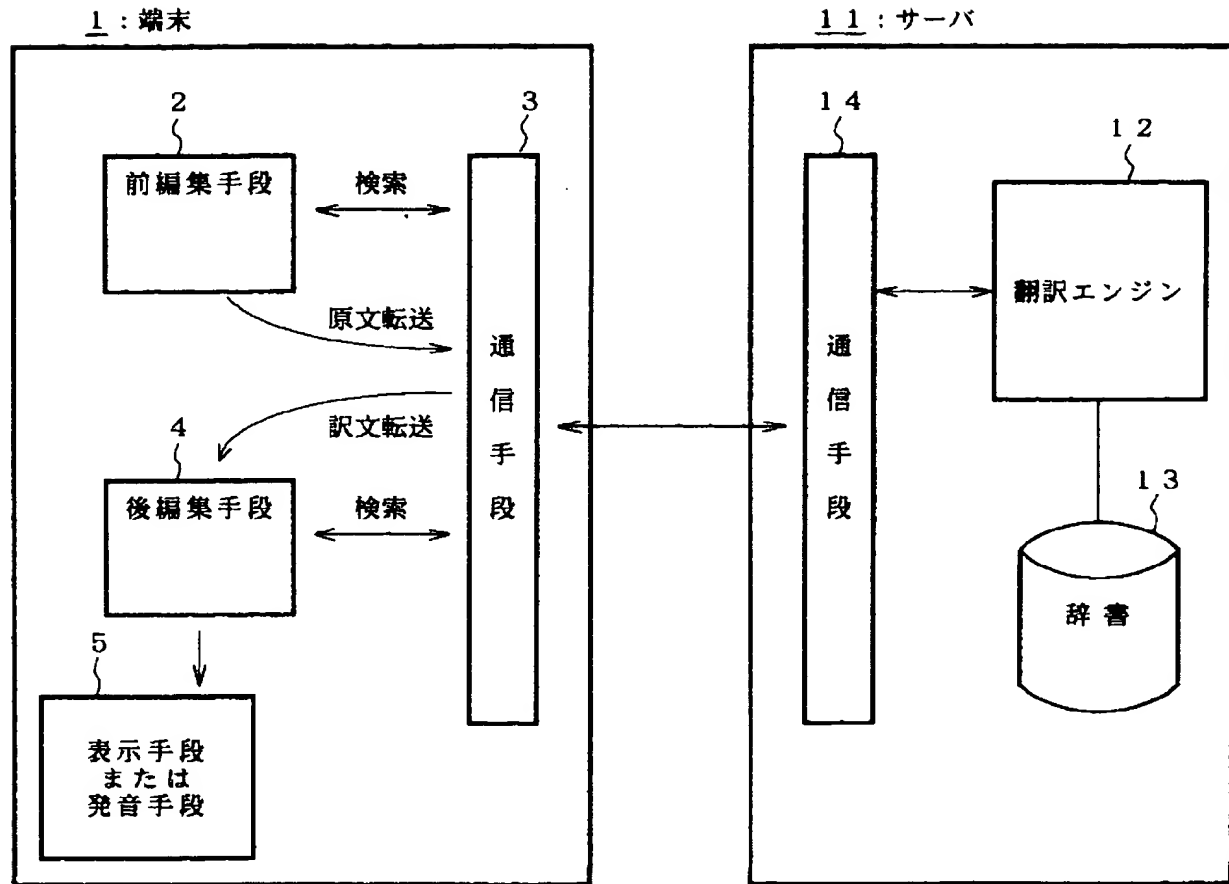 1：端末
2
前編集手段
検索
3
通信手段
原文転送
訳文転送
4
後編集手段
検索
5
表示手段
または
発音手段
11：サーバ
14
通信手段
12
翻訳エンジン
13
辞書